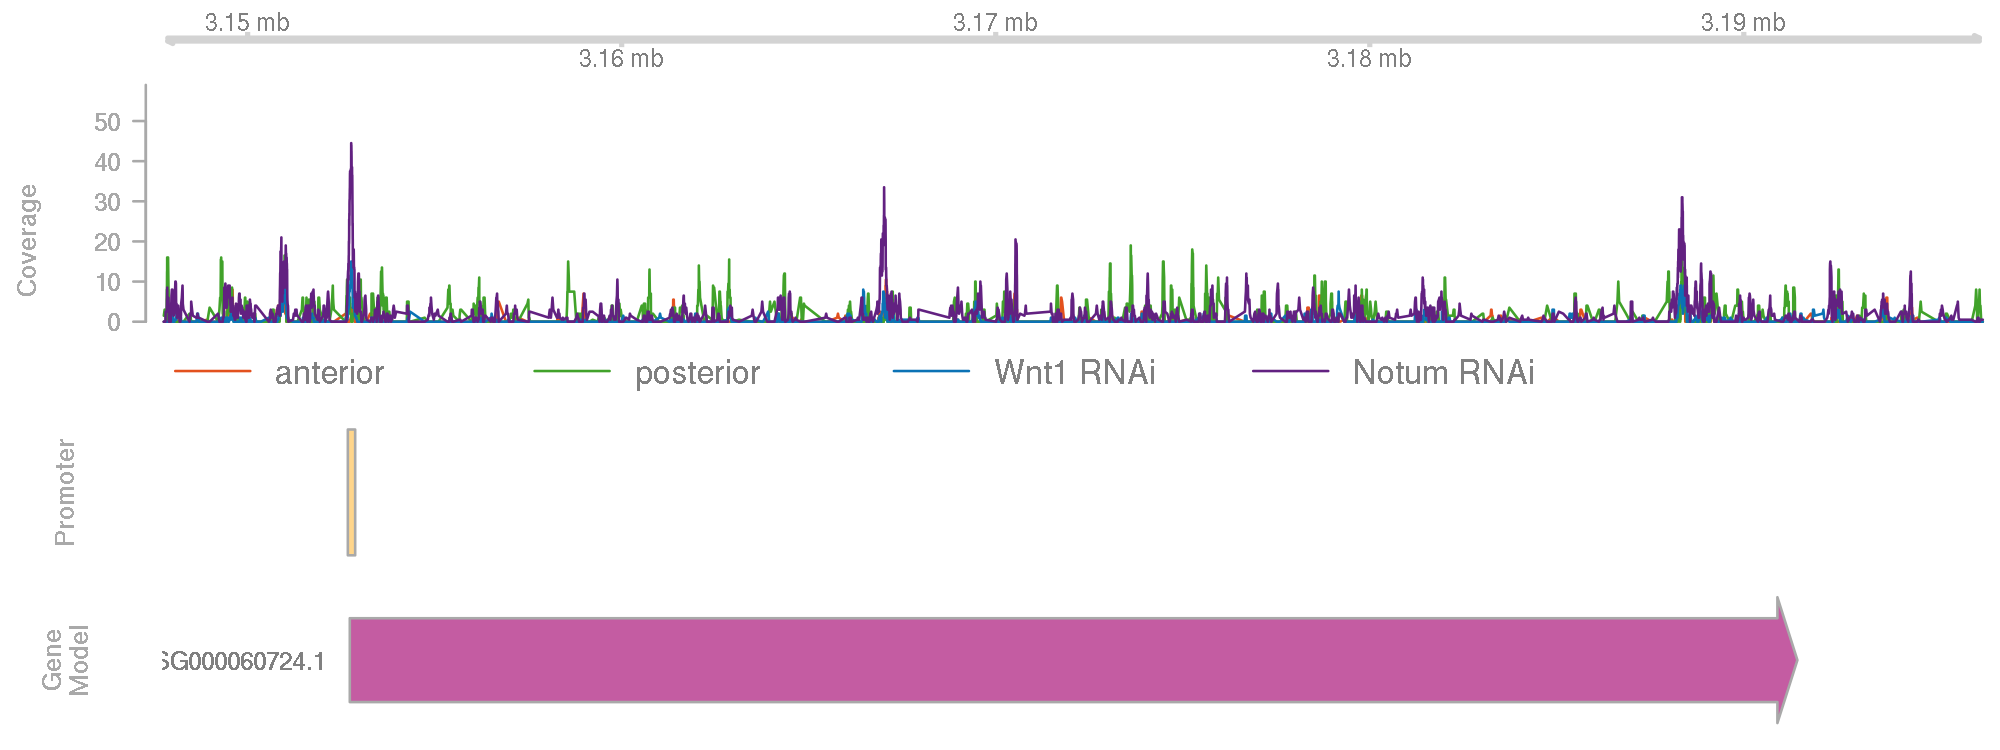 3.15 mb 3.17 mb 3.19 mb
3.16 mb 3.18 mb
Coverage
50
40
30
20
10
0
anterior posterior Wnt1 RNAi Notum RNAi
Promoter
Gene
Model
SG000060724.1